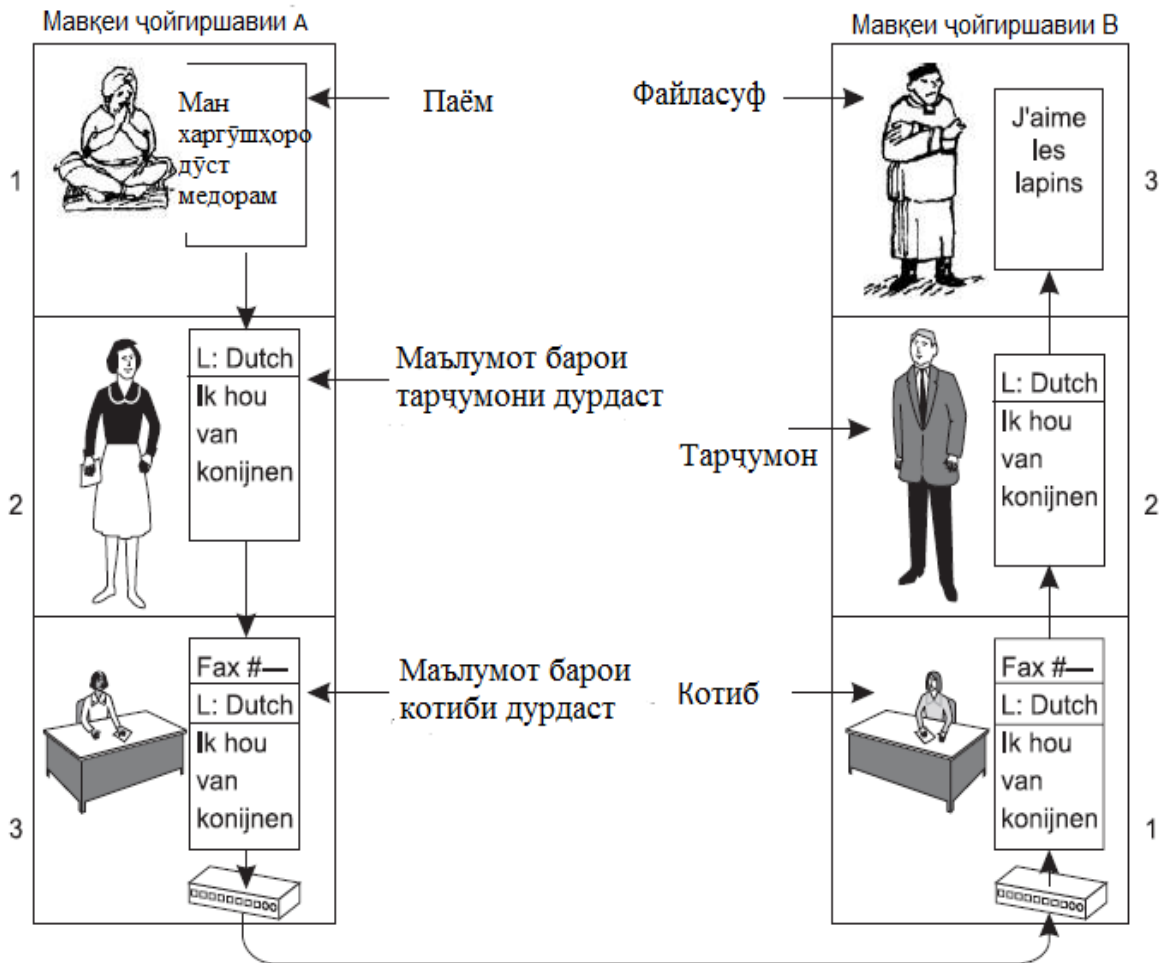 Мавқеи ҷойгиршавии А
Мавқеи ҷойгиршавии В
Ман
харгӯшҳоро
дӯст
медорам
Паём
Файласуф
J'aime
les
lapins
1
3
L: Dutch
Ik hou
van
konijnen
Маълумот барои
тарҷумони дурдаст
Тарҷумон
L: Dutch
Ik hou
van
konijnen
2
2
Fax #—
L: Dutch
Ik hou
van
konijnen
Маълумот барои
котиби дурдаст
Котиб
Fax #—
L: Dutch
Ik hou
van
konijnen
3
1